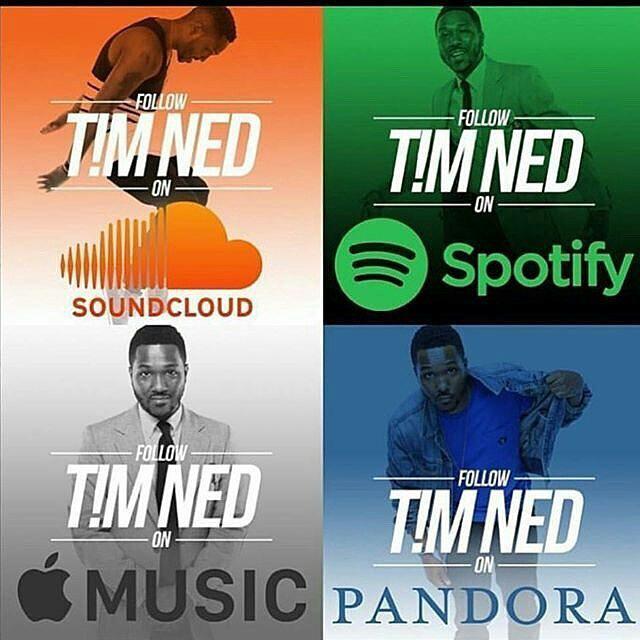 FOLLOW
T!M NED
ON
SOUNDCLOUD
FOLLOW
T!M NED
ON
Spotify
FOLLOW
T!M NED
ON
MUSIC
FOLLOW
T!M NED
ON
PANDORA